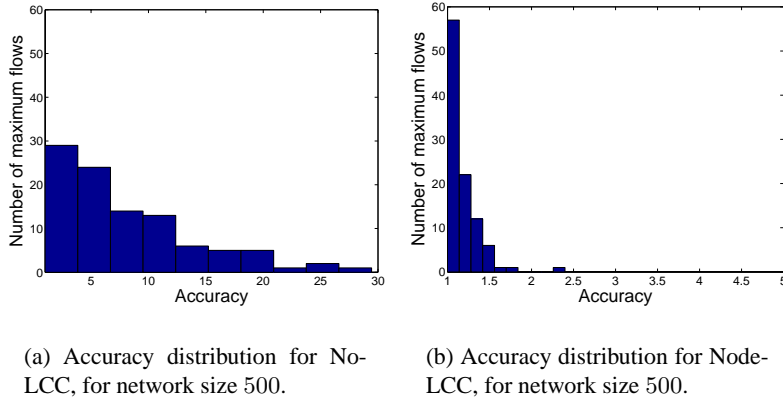 60
50
40
30
20
10
0
Number of maximum flows
5 10 15 20 25 30
Accuracy
60
50
40
30
20
10
0
Number of maximum flows
1 1.5 2 2.5 3 3.5 4 4.5 5
Accuracy
(a) Accuracy distribution for No-
LCC, for network size 500.
(b) Accuracy distribution for Node-
LCC, for network size 500.